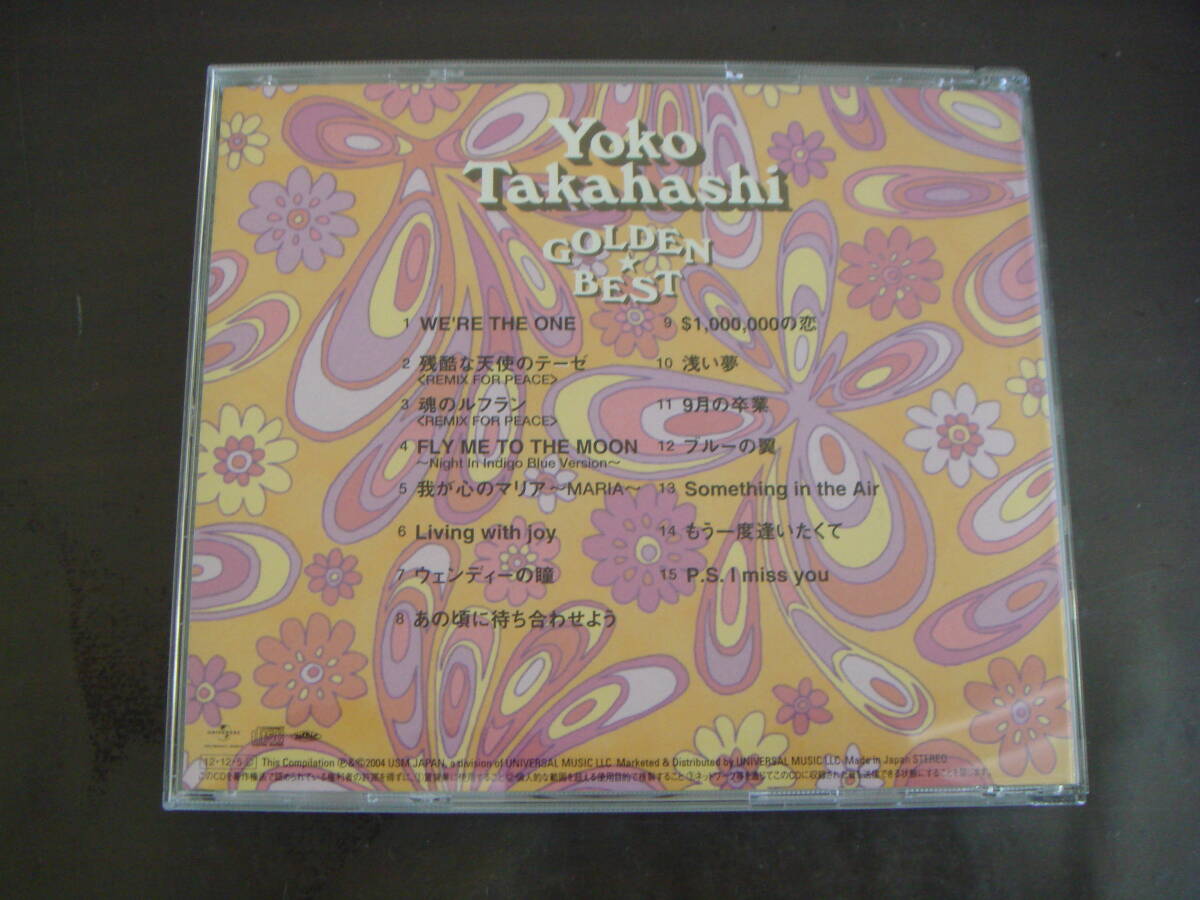 Yoko
Takahashi
GOLDEN
★
BEST
1 WE'RE THE ONE
2 残酷な天使のテーゼ
<REMIX FOR PEACE>
3 魂のルフラン
<REMIX FOR PEACE>
4 FLY ME TO THE MOON
～Night In Indigo Blue Version～
5 我が心のマリア～MARIA～
6 Living with joy
7 ウェンディーの瞳
8 あの頃に待ち合わせよう
9 $1,000,000の恋
10 浅い夢
11 9月の卒業
12 ブルーの翼
13 Something in the Air
14 もう一度逢いたくて
15 P.S. I miss you
UNIVERSAL
This Compilation Ⓟ&©2004 USM JAPAN, a division of UNIVERSAL MUSIC LLC Marketed & Distributed by UNIVERSAL MUSIC LLC Made in Japan STEREO